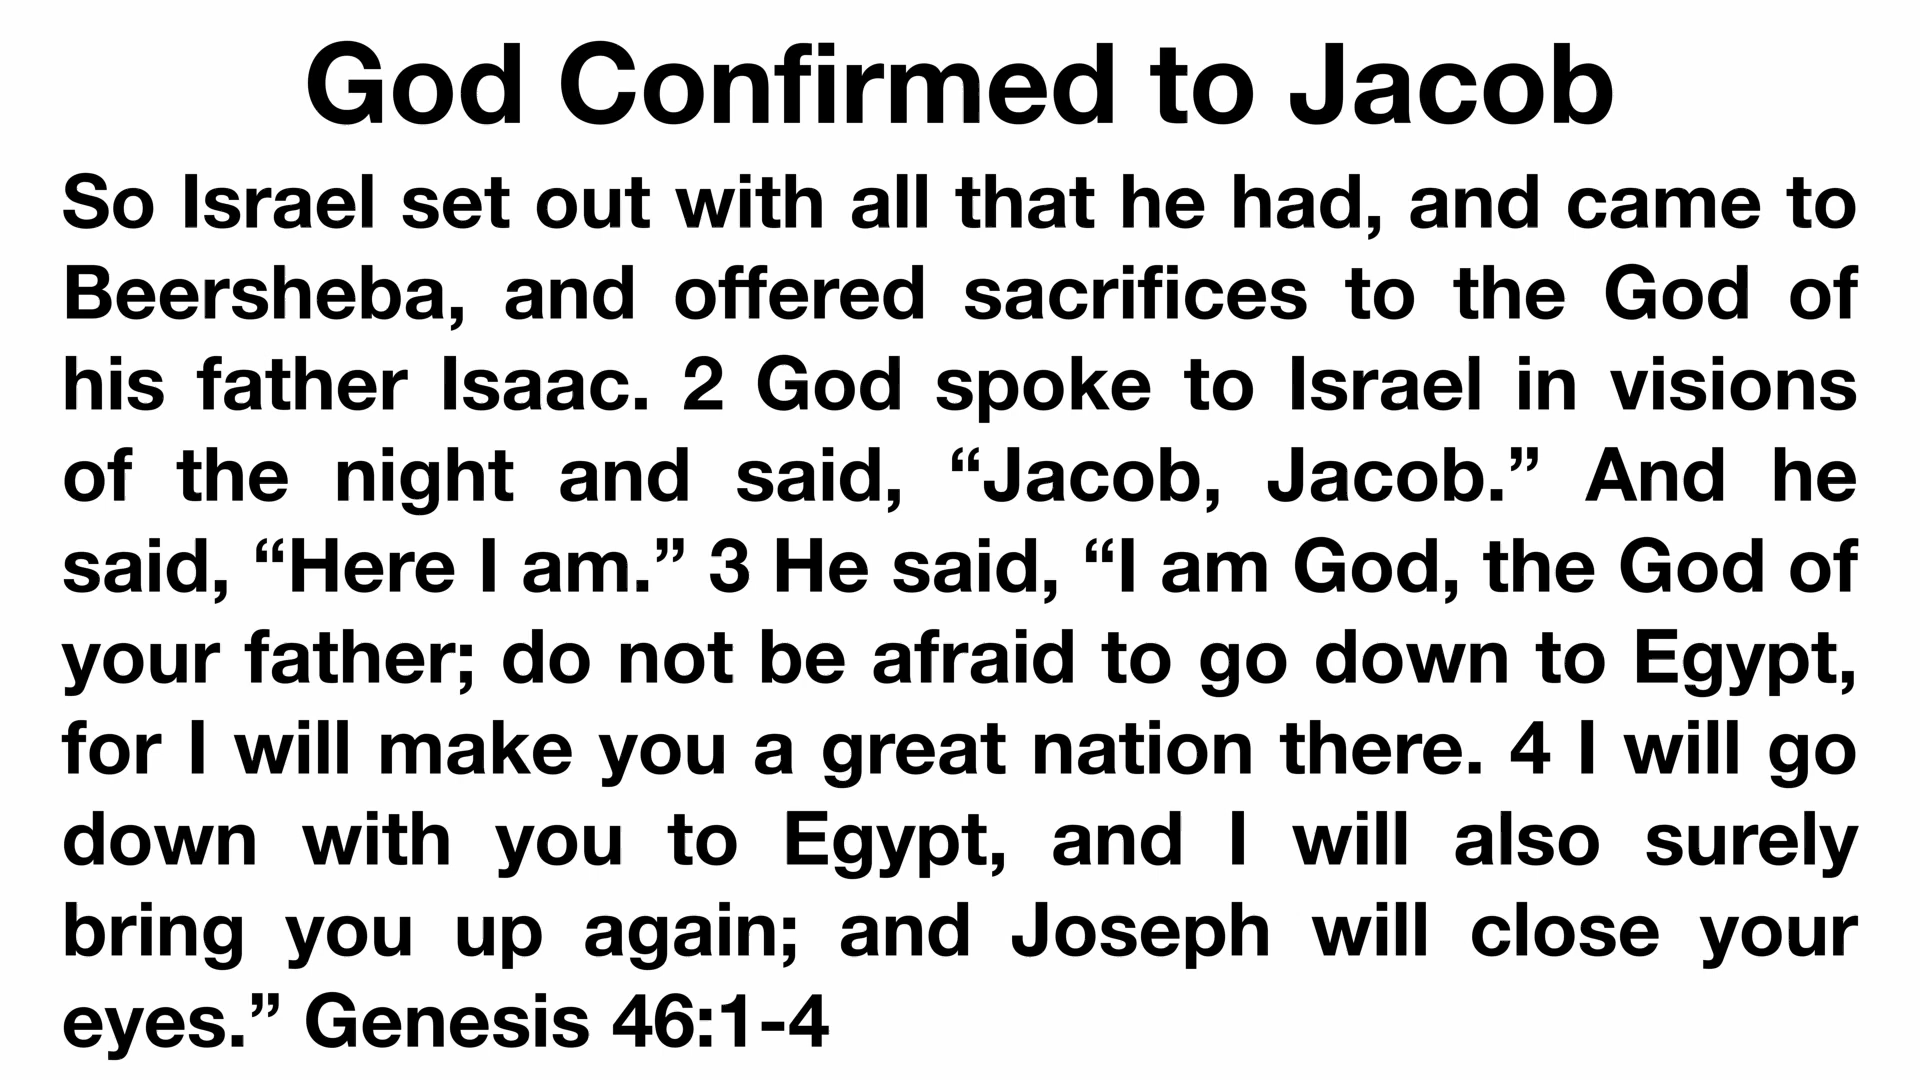 God Confirmed to Jacob
So Israel set out with all that he had, and came to
Beersheba, and offered sacrifices to the God of
his father Isaac. 2 God spoke to Israel in visions
of the night and said, “Jacob, Jacob.” And he
said, “Here I am.” 3 He said, “I am God, the God of
your father; do not be afraid to go down to Egypt,
for I will make you a great nation there. 4 I will go
down with you to Egypt, and I will also surely
bring you up again; and Joseph will close your
eyes.” Genesis 46:1-4